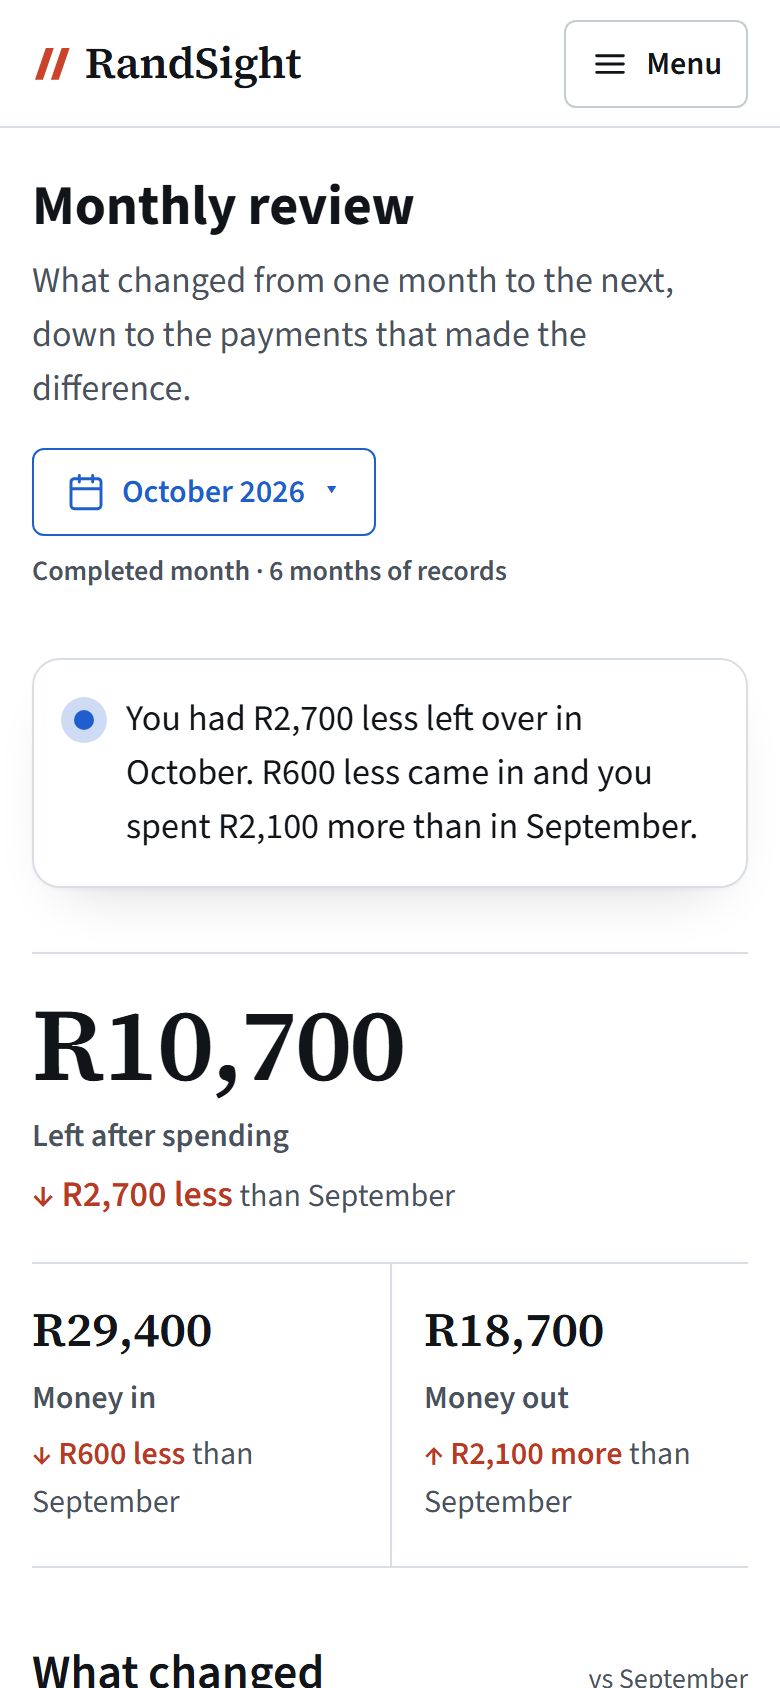 RandSight
Menu
Monthly review
What changed from one month to the next,
down to the payments that made the
difference.
October 2026
Completed month · 6 months of records
You had R2,700 less left over in
October. R600 less came in and you
spent R2,100 more than in September.
R10,700
Left after spending
↓ R2,700 less than September
R29,400
Money in
↓ R600 less than
September
R18,700
Money out
↑ R2,100 more than
September
What changed
vs September